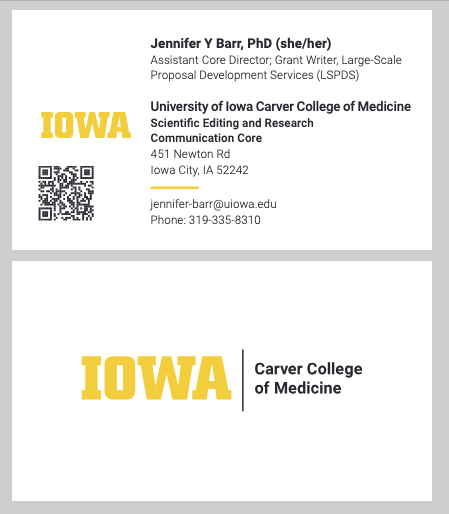 Jennifer Y Barr, PhD (she/her)
Assistant Core Director; Grant Writer, Large-Scale
Proposal Development Services (LSPDS)
University of Iowa Carver College of Medicine
Scientific Editing and Research
Communication Core
451 Newton Rd
Iowa City, IA 52242
jennifer-barr@uiowa.edu
Phone: 319-335-8310
IOWA
IOWA
Carver College
of Medicine